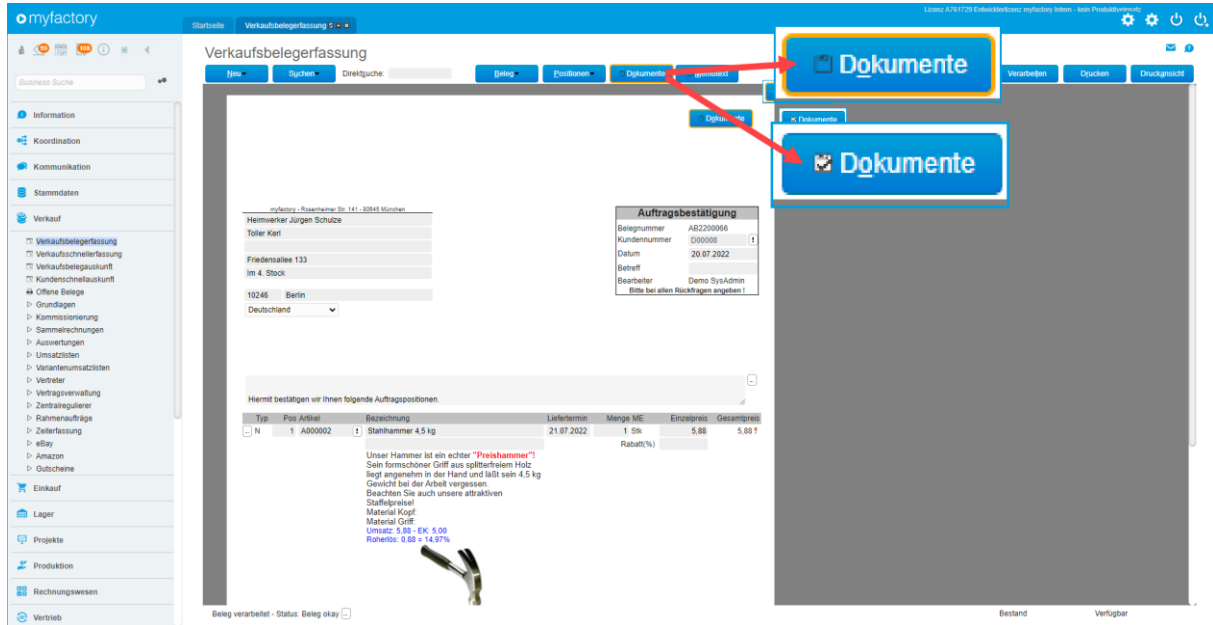 Lizenz A761729 Entwicklerlizenz myfactory Intern - kein Produktiveinsatz
myfactory
Startseite
Verkaufsbelegerfassung
Verkaufsbelegerfassung
Business Suche
Neu
Suchen
Direktsuche:
Beleg
Positionen
Dokumente
Dokumente
Verarbeiten
Drucken
Druckansicht
Dokumente
Dokumente
Dokumente
Information
Koordination
Kommunikation
Stammdaten
Verkauf
Verkaufsbelegerfassung
Verkaufsschnellerfassung
Verkaufsbelegauskunft
Kundenschnellauskunft
Offene Belege
Grundlagen
Kommissionierung
Sammelrechnungen
Auswertungen
Umsatzlisten
Variantenumsatzlisten
Vertreter
Vertragsverwaltung
Zentralregulierer
Rahmenaufträge
Zeiterfassung
eBay
Amazon
Gutscheine
Einkauf
Lager
Projekte
Produktion
Rechnungswesen
Vertrieb
myfactory - Rosenheimer Str. 141 - 80848 München
Heimwerker Jürgen Schulze
Toller Kerl
Friedensallee 133
Im 4. Stock
10246 Berlin
Deutschland
Auftragsbestätigung
Belegnummer AB2200066
Kundennummer D00008
Datum 20.07.2022
Betreff
Bearbeiter Demo SysAdmin
Bitte bei allen Rückfragen angeben !
Hiermit bestätigen wir Ihnen folgende Auftragspositionen.
Typ Pos Artikel Bezeichnung Liefertermin Menge ME Einzelpreis Gesamtpreis
N 1 A000002 Stahlhammer 4,5 kg 21.07.2022 1 Stk 5,88 5,88 !
Rabatt(%)
Unser Hammer ist ein echter "Preishammer"!
Sein formschöner Griff aus splitterfreiem Holz
liegt angenehm in der Hand und läßt sein 4,5 kg
Gewicht bei der Arbeit vergessen.
Beachten Sie auch unsere attraktiven
Staffelpreise!
Material Kopf:
Material Griff:
Umsatz: 5,88 - EK: 5,00
Roherlös: 0,88 = 14,97%
Beleg verarbeitet - Status: Beleg okay
Bestand
Verfügbar